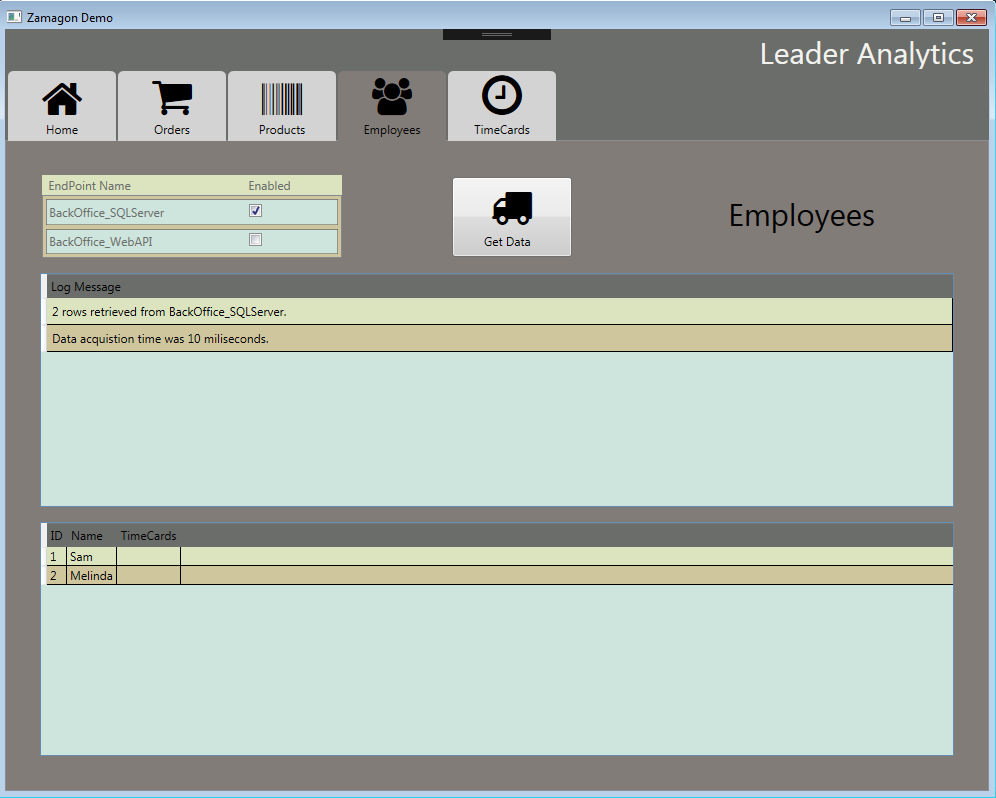 Zamagon Demo
Leader Analytics
Home Orders Products Employees TimeCards
EndPoint Name Enabled
BackOffice_SQLServer
BackOffice_WebAPI
Get Data
Employees
Log Message
2 rows retrieved from BackOffice_SQLServer.
Data acquistion time was 10 miliseconds.
ID Name TimeCards
1 Sam
2 Melinda